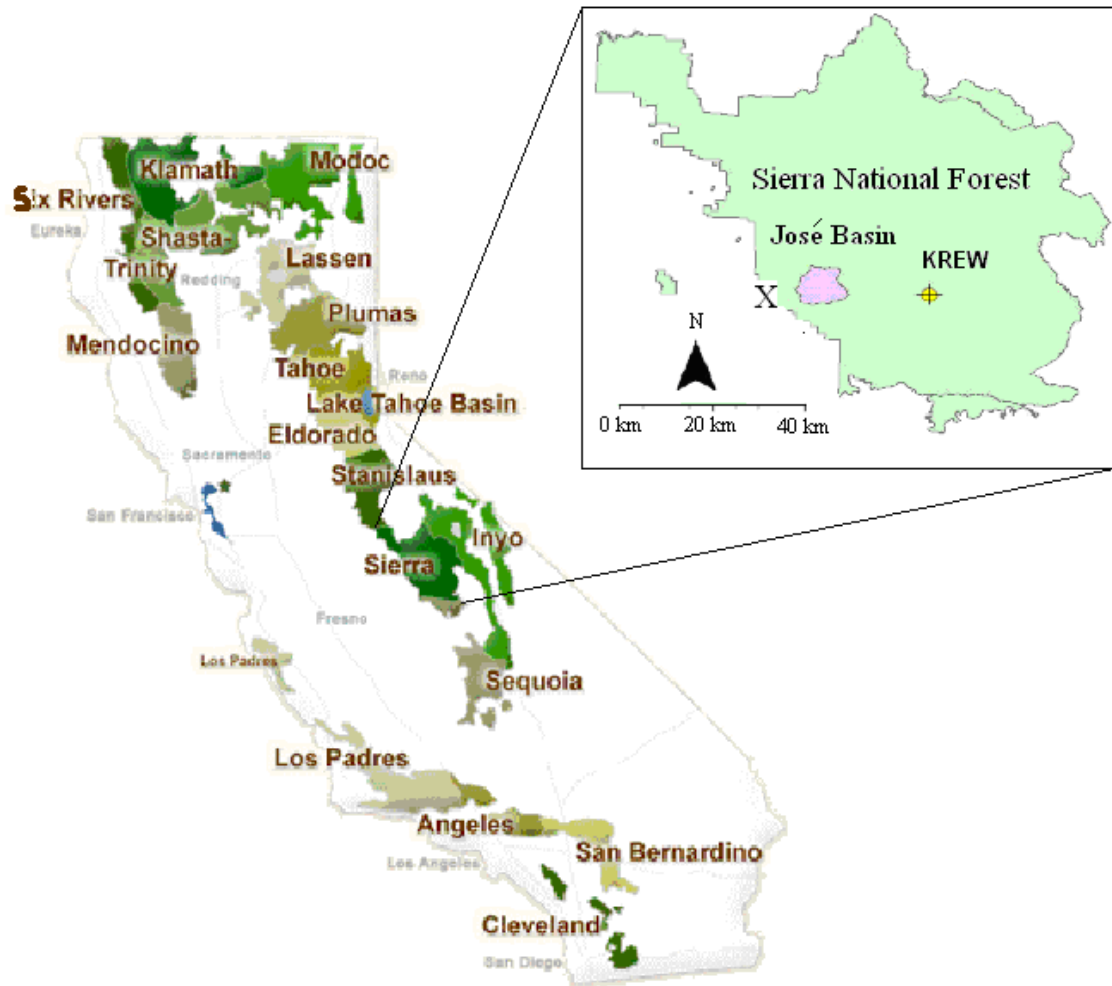 Sierra National Forest
José Basin
KREW
X
N
0 km 20 km 40 km
Klamath
Modoc
Six Rivers
Eureka
Shasta-
Trinity
Redding
Lassen
Plumas
Mendocino
Tahoe
Reno
Lake Tahoe Basin
Eldorado
Sacramento
Stanislaus
San Francisco
Inyo
Sierra
Fresno
Los Padres
Sequoia
Los Padres
Angeles
Los Angeles
San Bernardino
Cleveland
San Diego